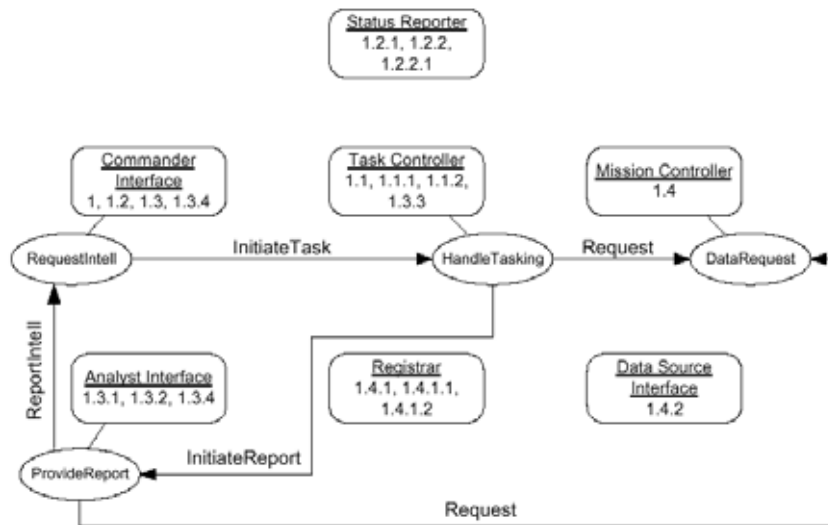 Status Reporter
1.2.1, 1.2.2,
1.2.2.1
Commander
Interface
1, 1.2, 1.3, 1.3.4
Task Controller
1.1, 1.1.1, 1.1.2,
1.3.3
Mission Controller
1.4
RequestIntell
InitiateTask
HandleTasking
Request
DataRequest
ReportIntell
Analyst Interface
1.3.1, 1.3.2, 1.3.4
Registrar
1.4.1, 1.4.1.1,
1.4.1.2
Data Source
Interface
1.4.2
InitiateReport
ProvideReport
Request